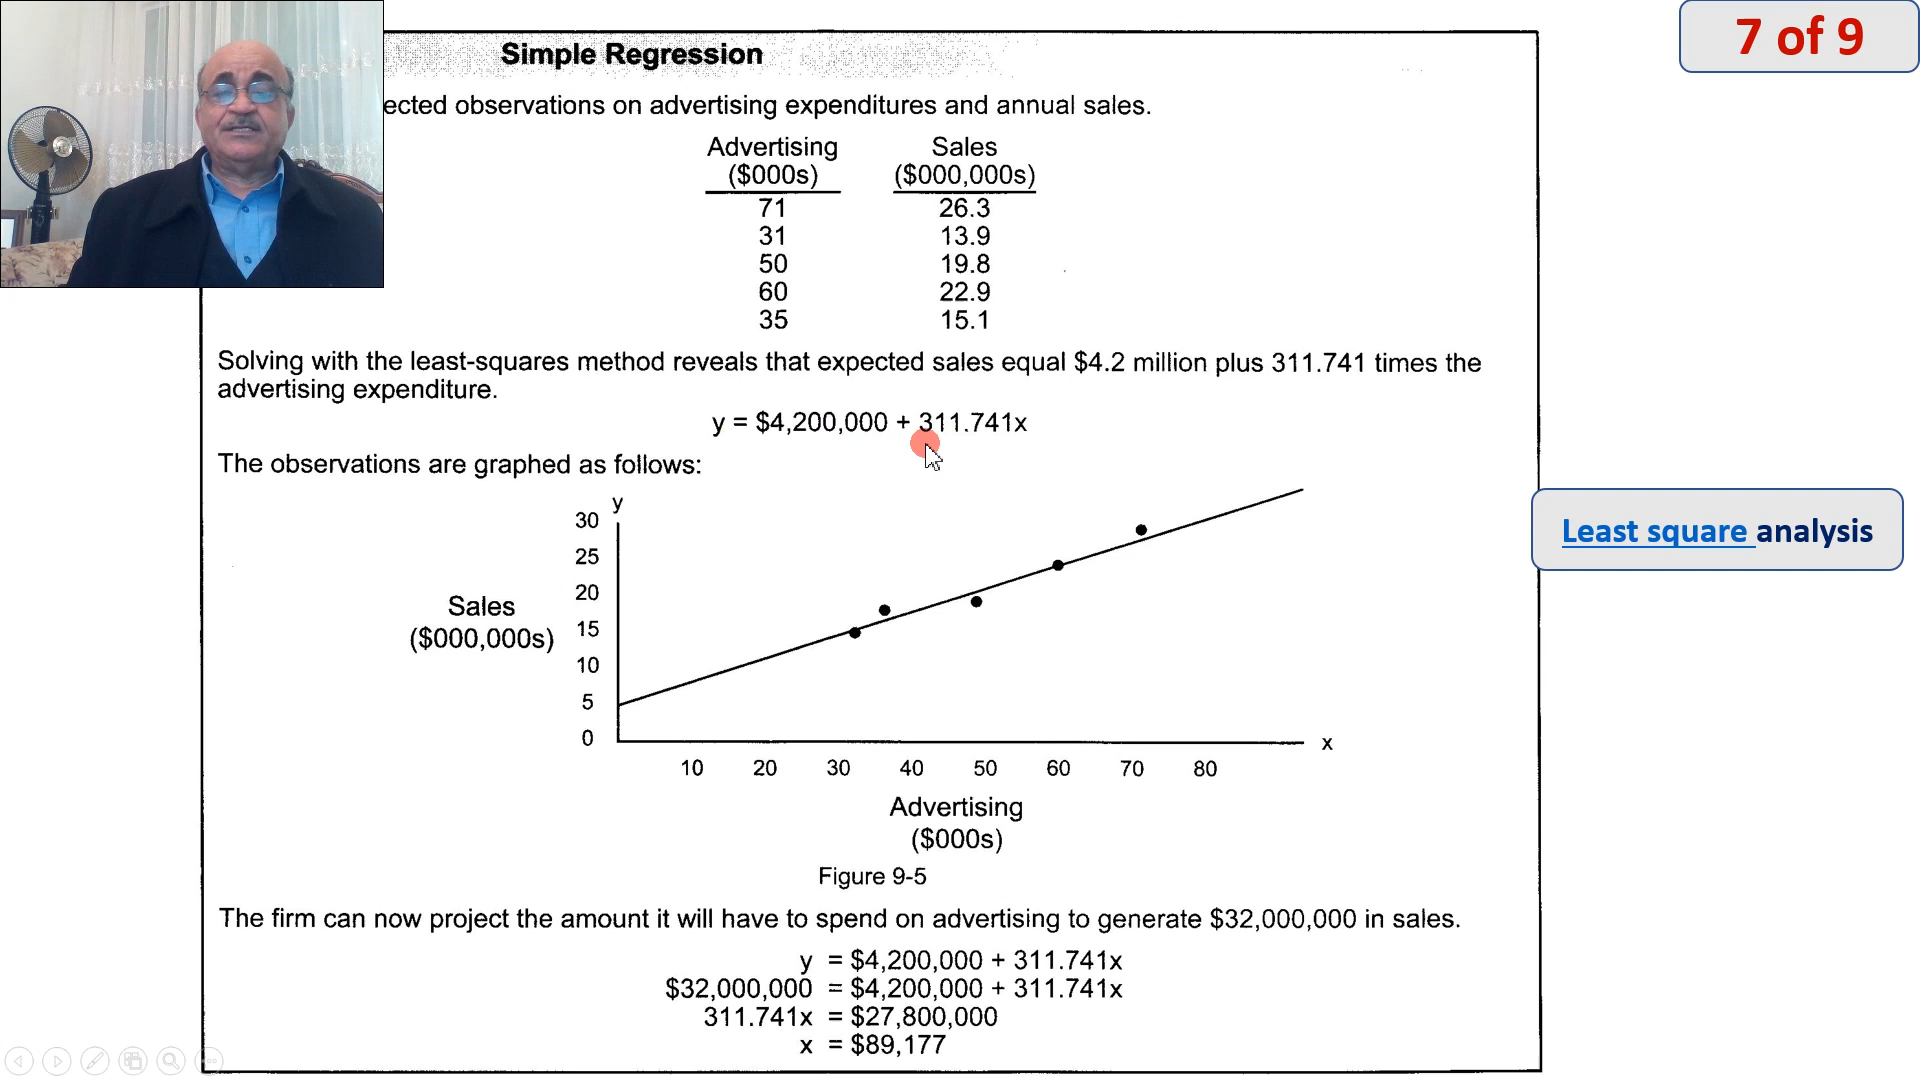 7 of 9
Simple Regression
ected observations on advertising expenditures and annual sales.
Advertising Sales
($000s) ($000,000s)
71 26.3
31 13.9
50 19.8
60 22.9
35 15.1
Solving with the least-squares method reveals that expected sales equal $4.2 million plus 311.741 times the
advertising expenditure.
y = $4,200,000 + 311.741x
The observations are graphed as follows:
y
30
25
20
15
10
5
0
Sales
($000,000s)
x
10 20 30 40 50 60 70 80
Advertising
($000s)
Figure 9-5
Least square analysis
The firm can now project the amount it will have to spend on advertising to generate $32,000,000 in sales.
y = $4,200,000 + 311.741x
$32,000,000 = $4,200,000 + 311.741x
311.741x = $27,800,000
x = $89,177